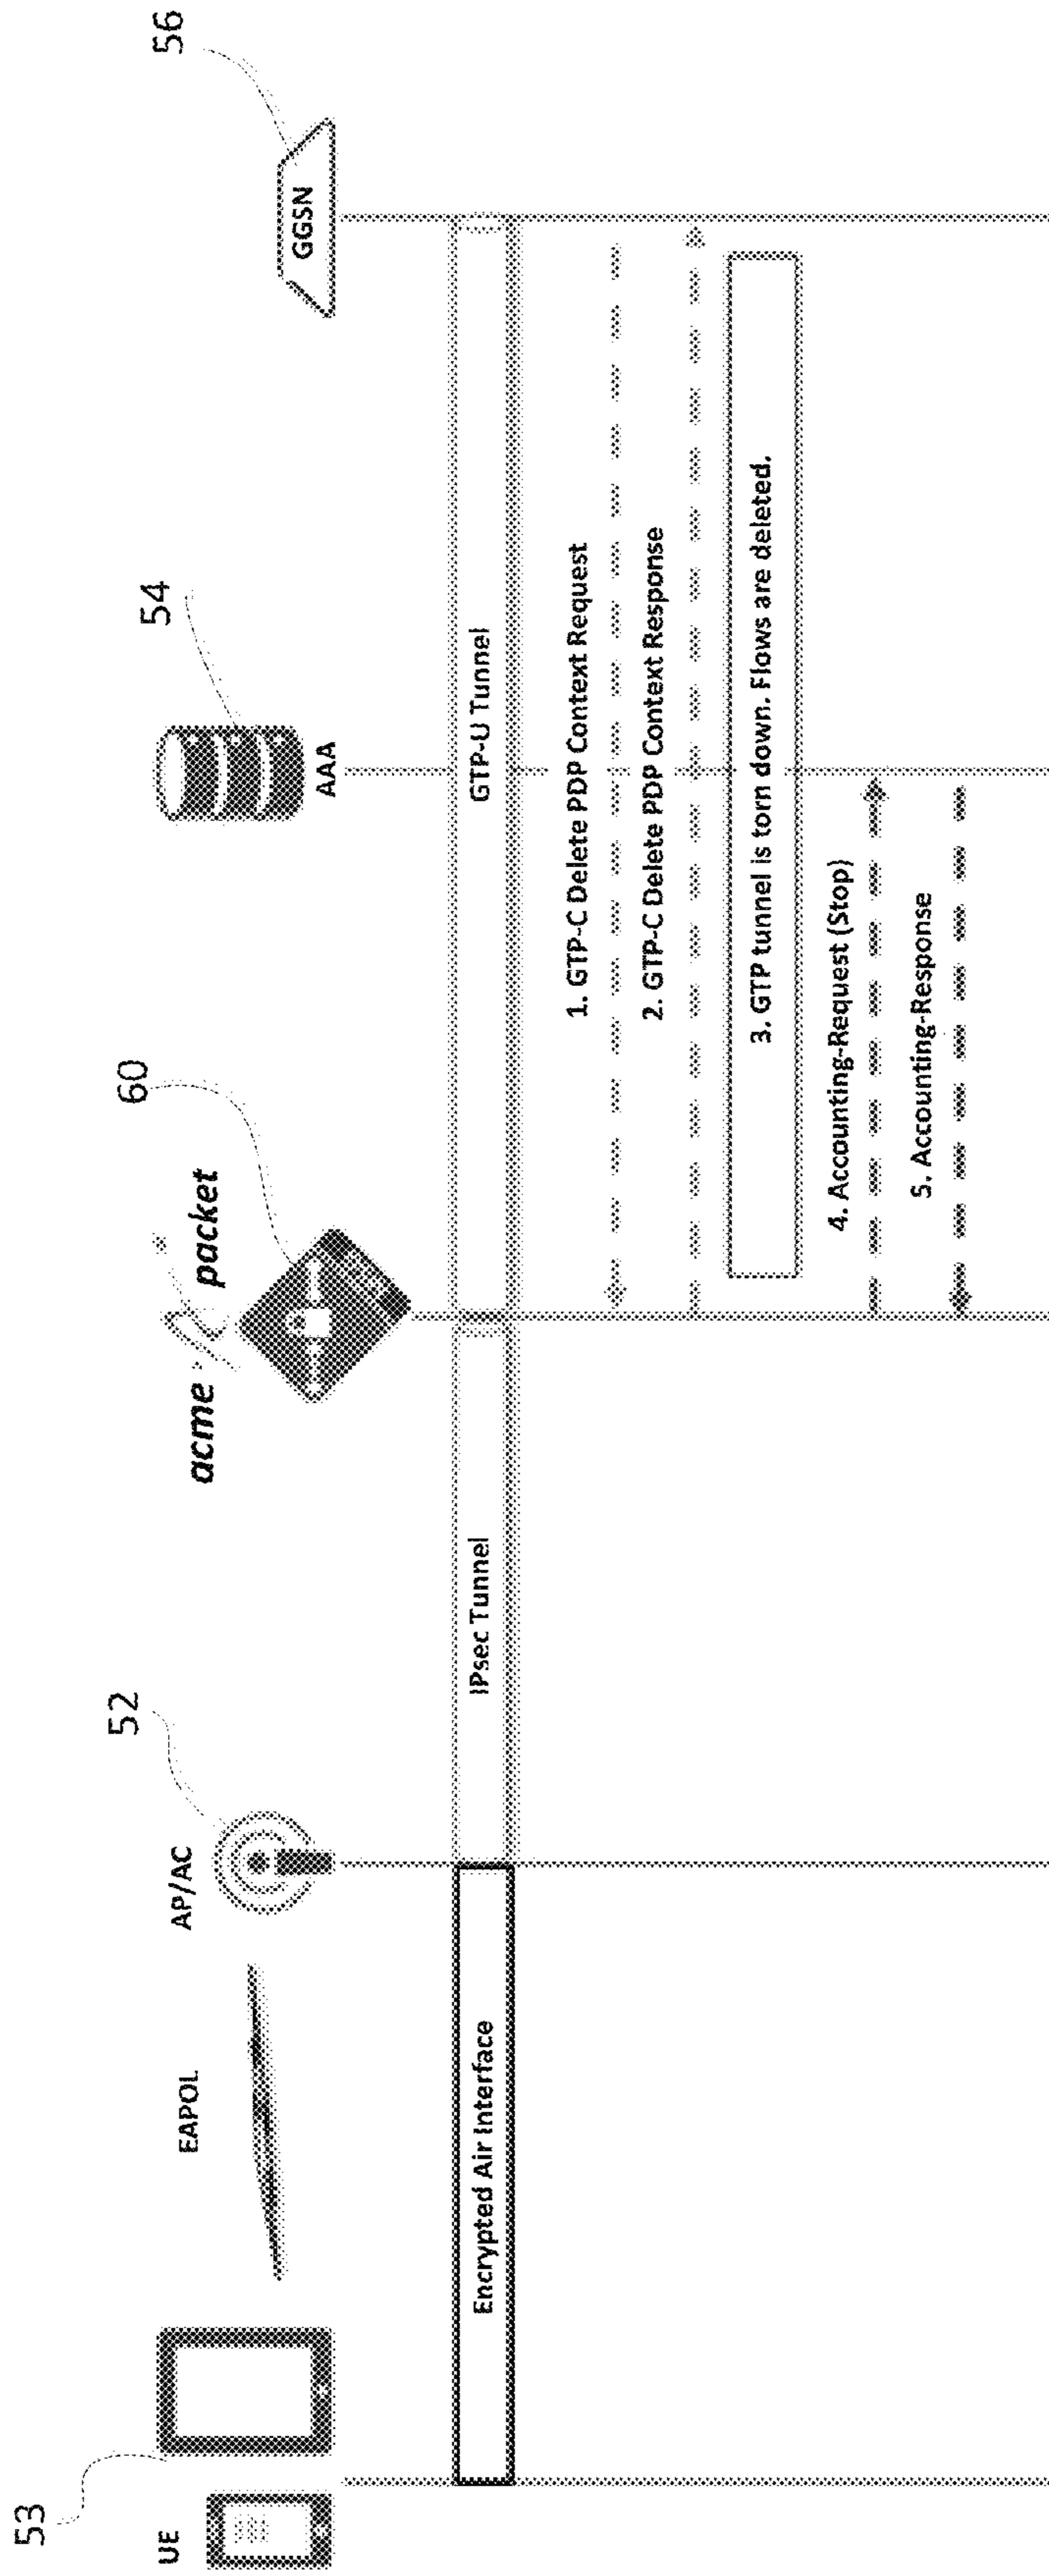 53
52
60
54
56
UE
EAPOL
AP/AC
acme packet
AAA
GGSN
Encrypted Air Interface
IPsec Tunnel
GTP-U Tunnel
1. GTP-C Delete PDP Context Request
2. GTP-C Delete PDP Context Response
3. GTP tunnel is torn down. Flows are deleted.
4. Accounting-Request (Stop)
5. Accounting-Response